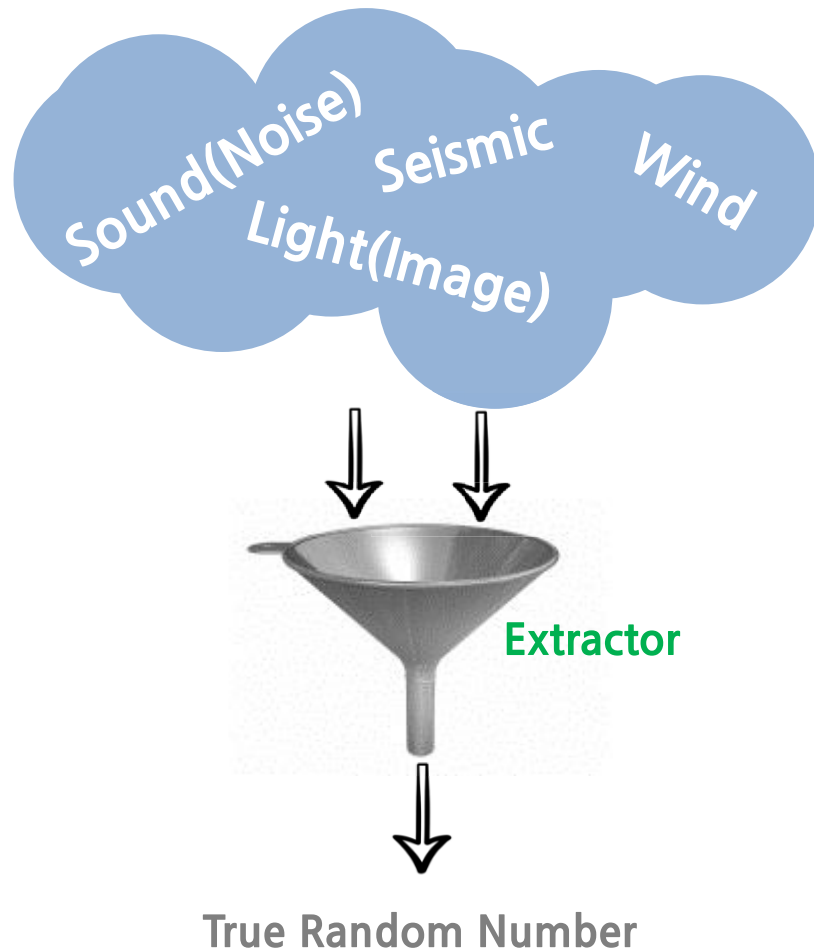 Sound(Noise)
Seismic
Wind
Light(Image)
Extractor
True Random Number